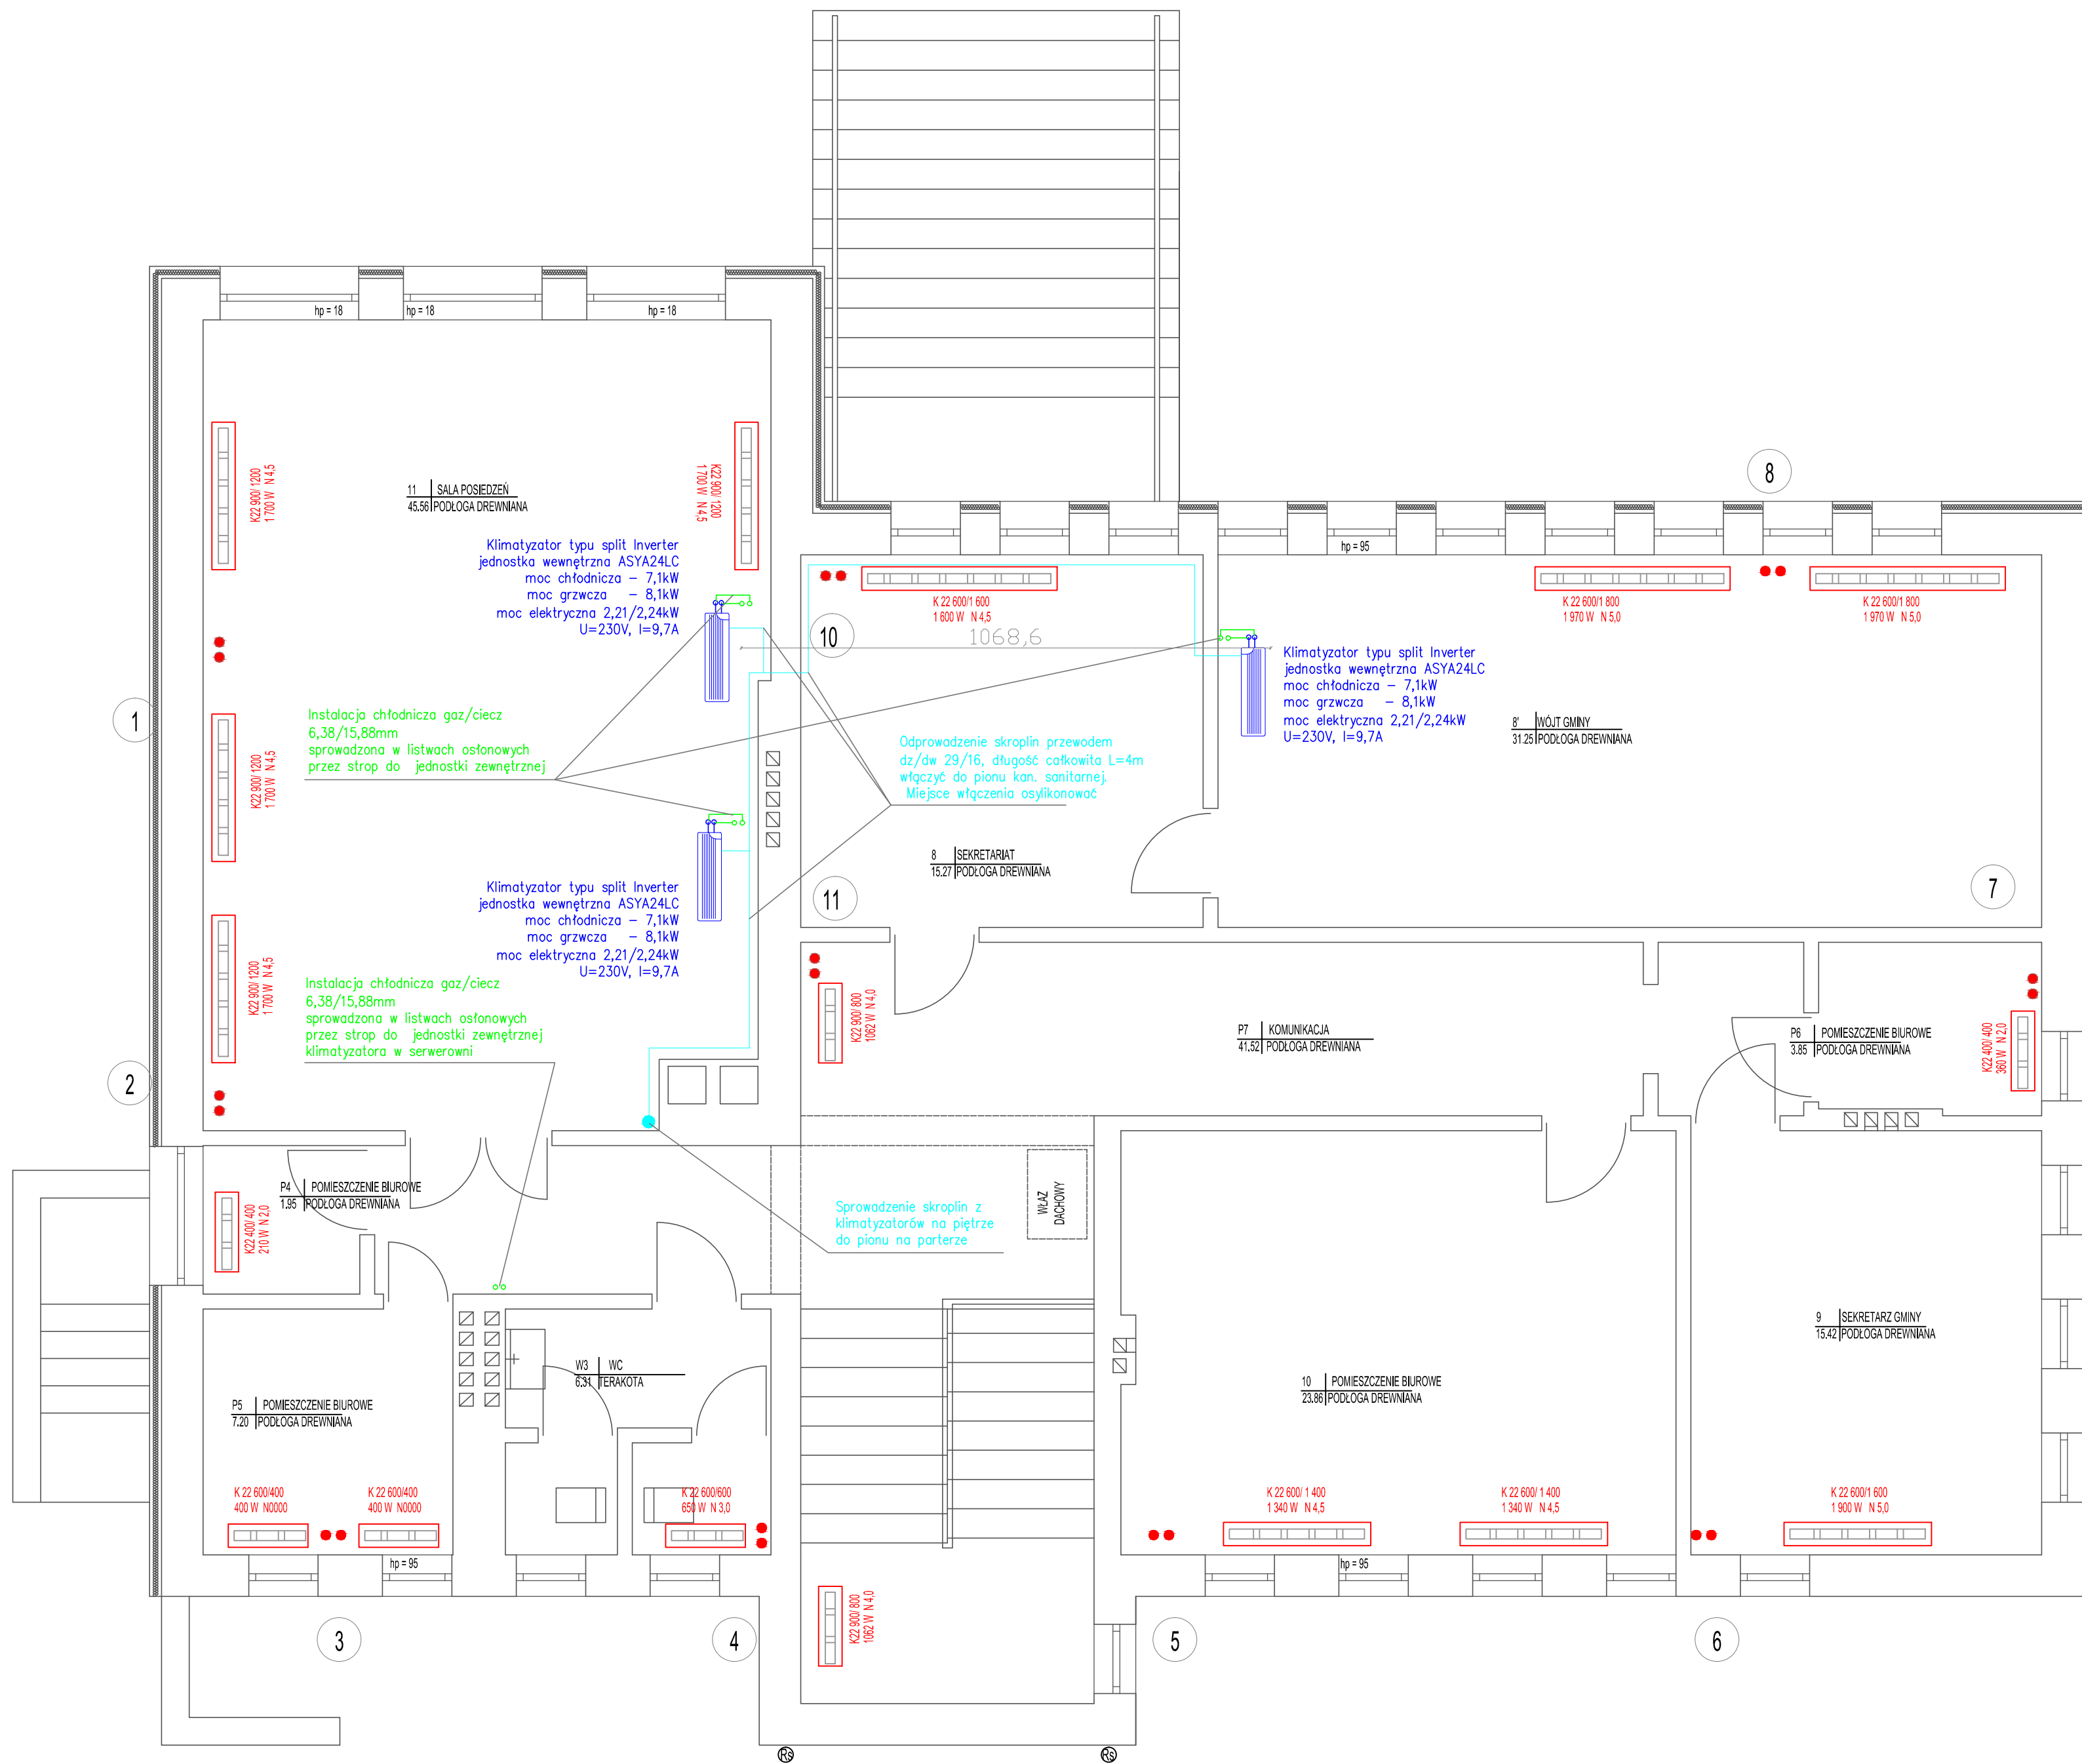 hp = 18
hp = 18
hp = 18
8
K22 900/ 1200
1 700 W N 4,5
11 SALA POSIEDZEŃ
45.56 PODŁOGA DREWNIANA
K22 900/ 1200
1 700 W N 4,5
Klimatyzator typu split Inverter
jednostka wewnętrzna ASYA24LC
moc chłodnicza – 7,1kW
moc grzwcza – 8,1kW
moc elektryczna 2,21/2,24kW
U=230V, I=9,7A
hp = 95
K 22 600/1 600
1 600 W N 4,5
K 22 600/1 800
1 970 W N 5,0
K 22 600/1 800
1 970 W N 5,0
10
1068,6
Klimatyzator typu split Inverter
jednostka wewnętrzna ASYA24LC
moc chłodnicza – 7,1kW
moc grzwcza – 8,1kW
moc elektryczna 2,21/2,24kW
U=230V, I=9,7A
8' WÓJT GMINY
31.25 PODŁOGA DREWNIANA
1
Instalacja chłodnicza gaz/ciecz
6,38/15,88mm
sprowadzona w listwach osłonowych
przez strop do jednostki zewnętrznej
K22 900/ 1200
1 700 W N 4,5
Odprowadzenie skroplin przewodem
dz/dw 29/16, długość całkowita L=4m
włączyć do pionu kan. sanitarnej.
Miejsce włączenia osylikonować
8 SEKRETARIAT
15.27 PODŁOGA DREWNIANA
11
7
Klimatyzator typu split Inverter
jednostka wewnętrzna ASYA24LC
moc chłodnicza – 7,1kW
moc grzwcza – 8,1kW
moc elektryczna 2,21/2,24kW
U=230V, I=9,7A
K22 900/ 1200
1 700 W N 4,5
Instalacja chłodnicza gaz/ciecz
6,38/15,88mm
sprowadzona w listwach osłonowych
przez strop do jednostki zewnętrznej
klimatyzatora w serwerowni
K22 900/ 800
1062 W N 4,0
P7 KOMUNIKACJA
41.52 PODŁOGA DREWNIANA
P6 POMIESZCZENIE BIUROWE
3.85 PODŁOGA DREWNIANA
K22 400/ 400
360 W N 2,0
2
P4 POMIESZCZENIE BIUROWE
1.95 PODŁOGA DREWNIANA
K22 400/ 400
210 W N 2,0
Sprowadzenie skroplin z
klimatyzatorów na piętrze
do pionu na parterze
WŁAZ
DACHOWY
9 SEKRETARZ GMINY
15.42 PODŁOGA DREWNIANA
W3 WC
6.31 TERAKOTA
10 POMIESZCZENIE BIUROWE
23.86 PODŁOGA DREWNIANA
P5 POMIESZCZENIE BIUROWE
7.20 PODŁOGA DREWNIANA
K 22 600/400
400 W N0000
K 22 600/400
400 W N0000
K 22 600/600
650 W N 3,0
K 22 600/ 1 400
1 340 W N 4,5
K 22 600/ 1 400
1 340 W N 4,5
K 22 600/1 600
1 900 W N 5,0
hp = 95
hp = 95
K22 900/ 800
1062 W N 4,0
3
4
5
6
Rs
Rs